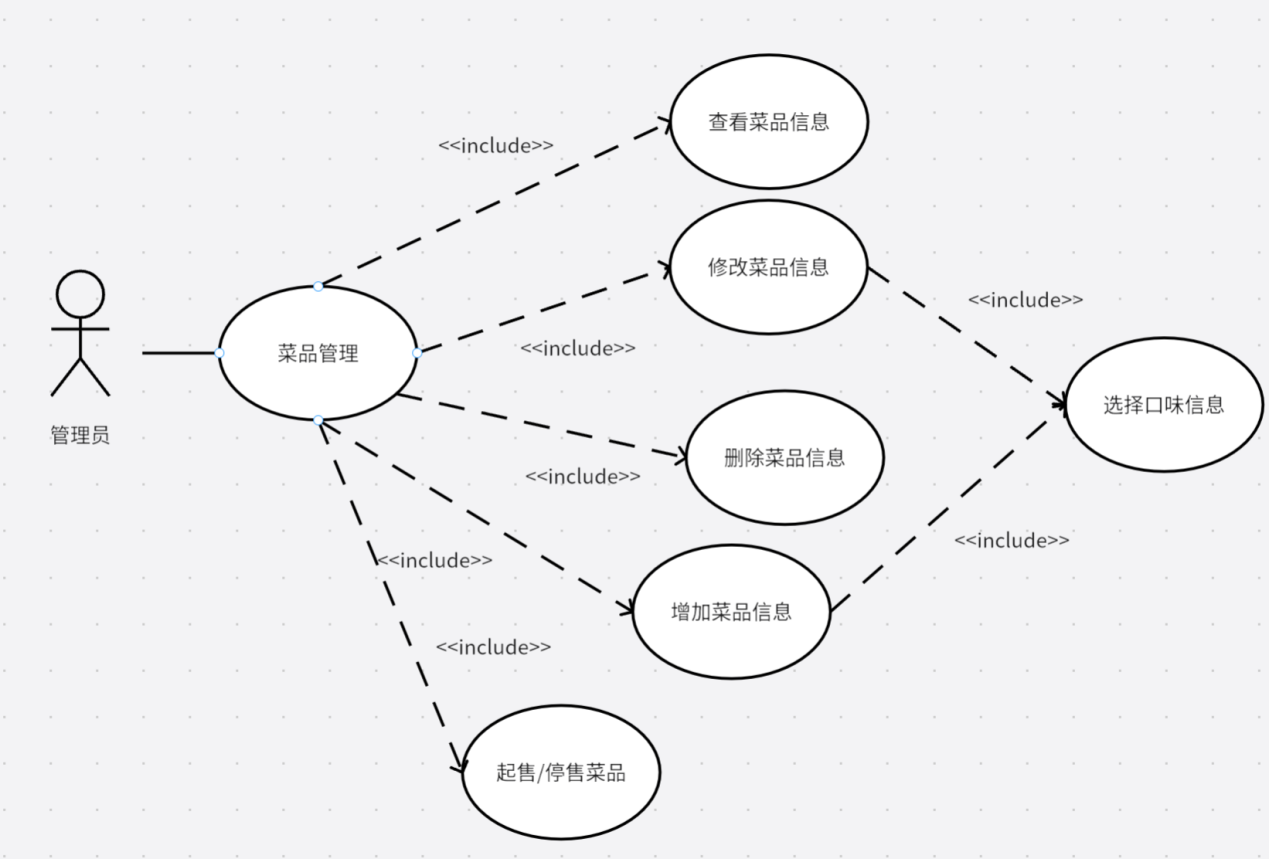 查看菜品信息
<<include>>
修改菜品信息
<<include>>
<<include>>
菜品管理
选择口味信息
管理员
删除菜品信息
<<include>>
<<include>>
<<include>>
增加菜品信息
<<include>>
起售/停售菜品